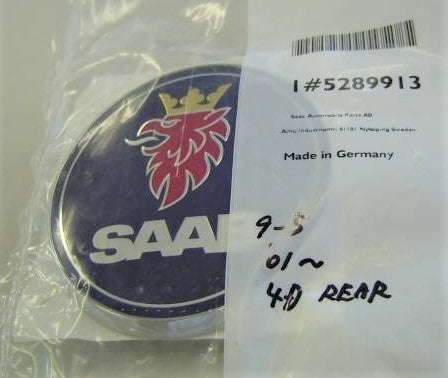 1#5289913
Saab Automobile Parts AB
Made in Germany
SAAB
9-5
'01~
4D REAR